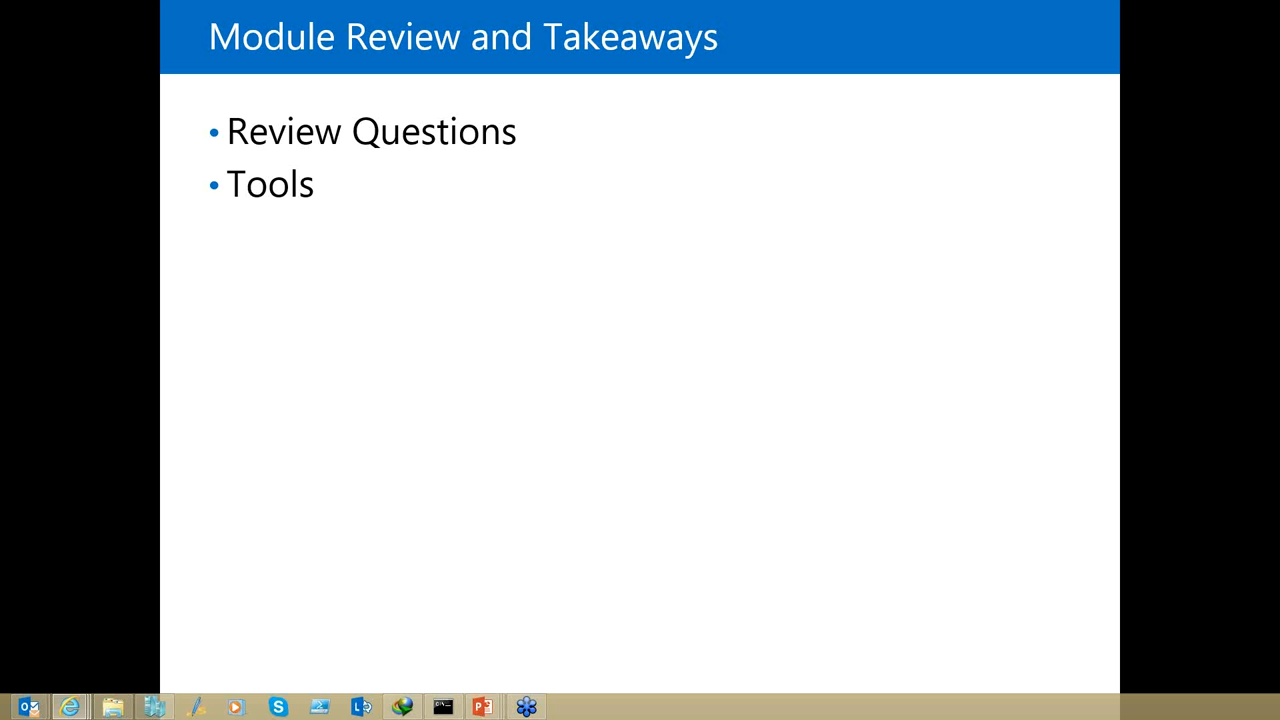 Module Review and Takeaways
• Review Questions
• Tools